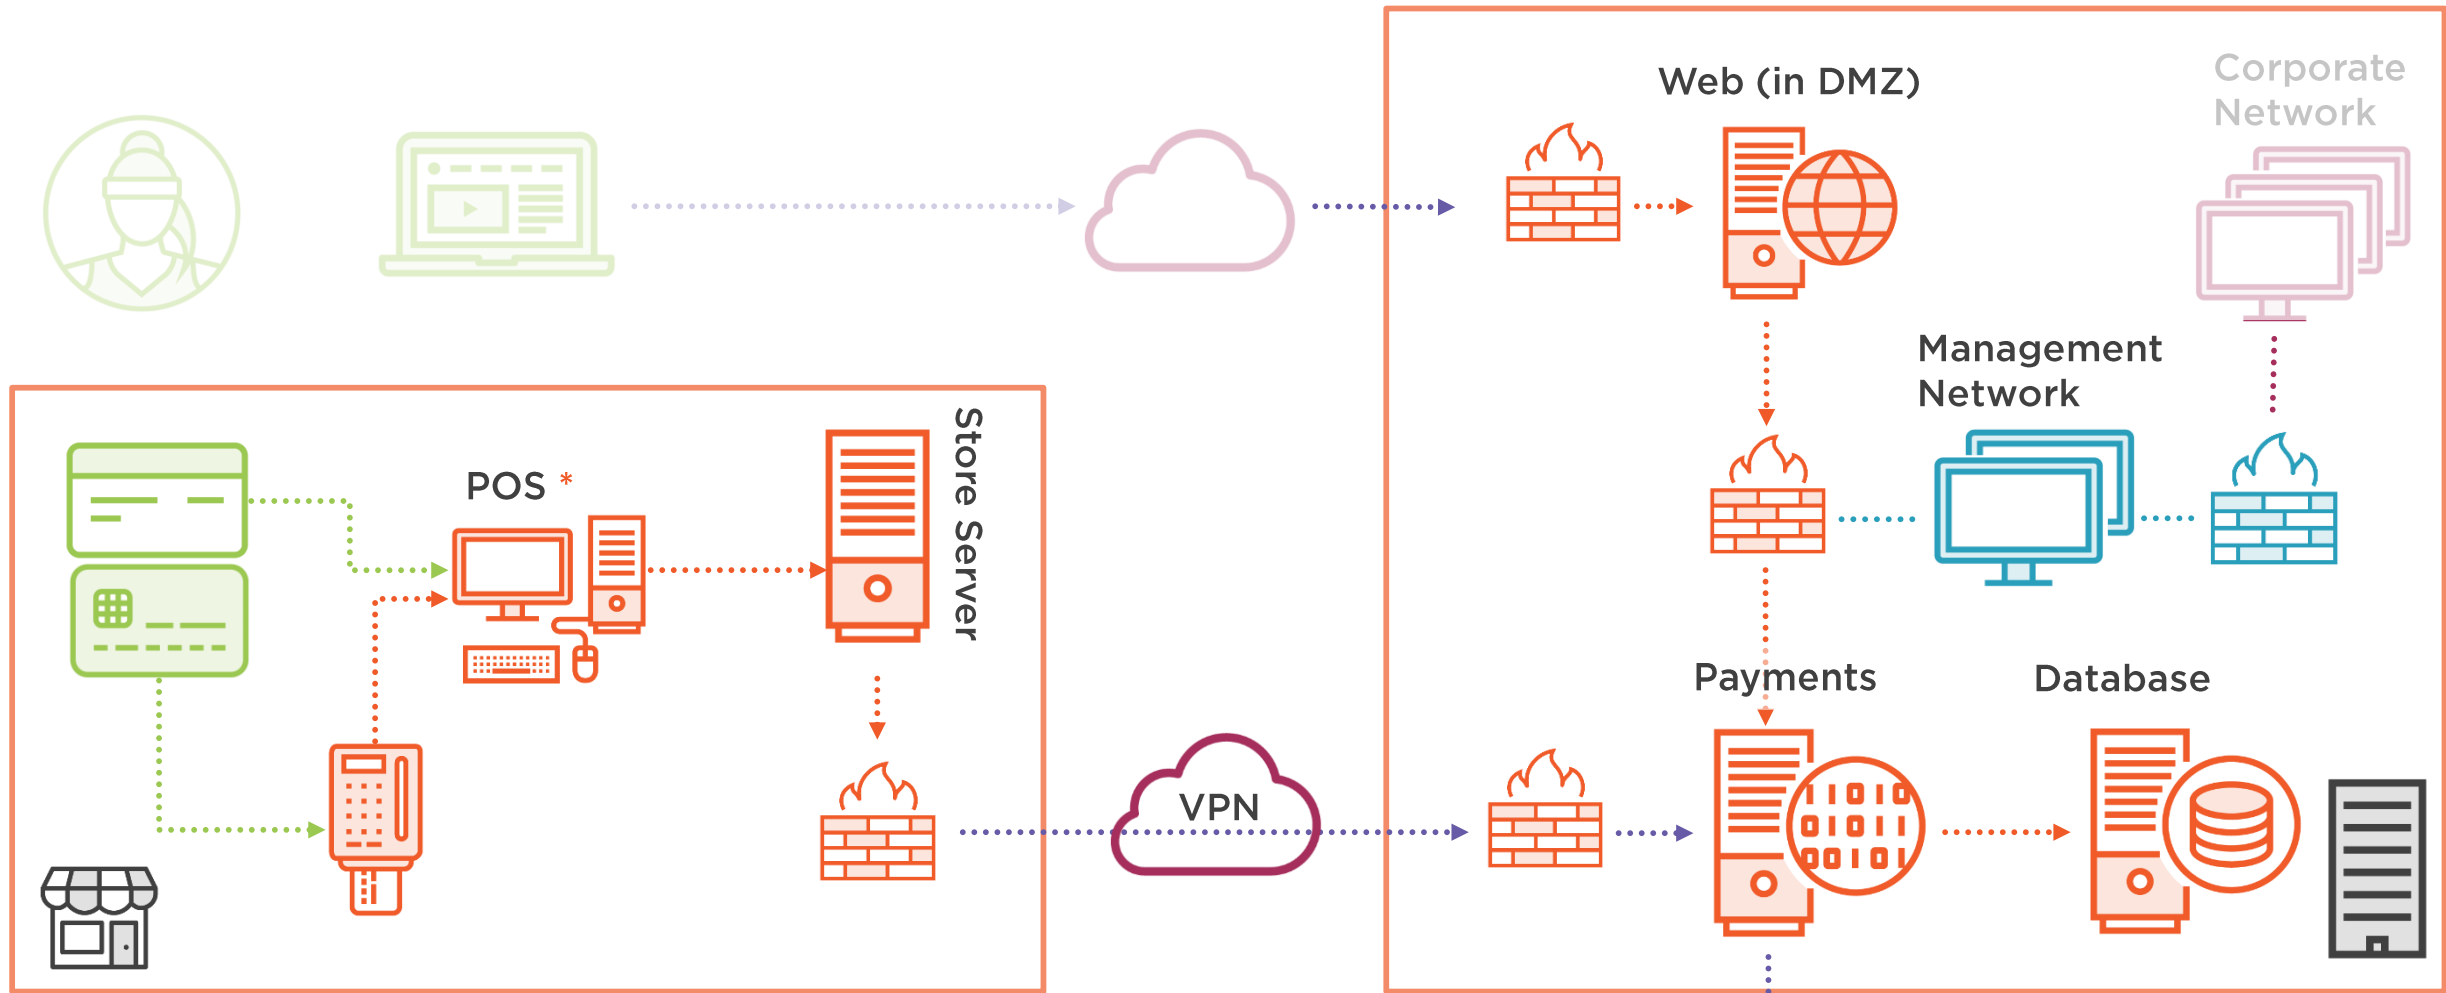 Web (in DMZ)
Corporate
Network
Management
Network
POS *
Store Server
Payments
Database
VPN